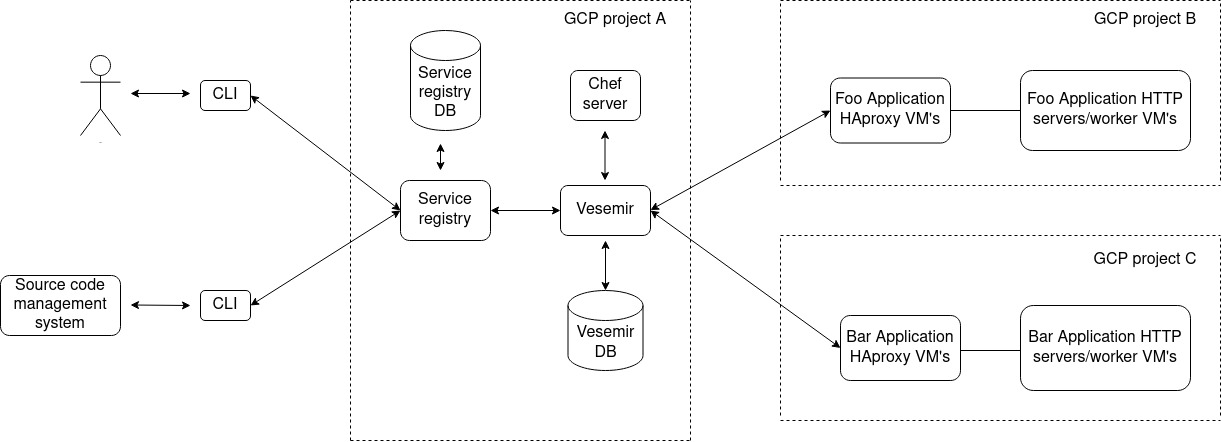 GCP project A
GCP project B
GCP project C
CLI
Service
registry
DB
Chef
server
Foo Application
HAproxy VM's
Foo Application HTTP
servers/worker VM's
Service
registry
Vesemir
Source code
management
system
CLI
Vesemir
DB
Bar Application
HAproxy VM's
Bar Application HTTP
servers/worker VM's